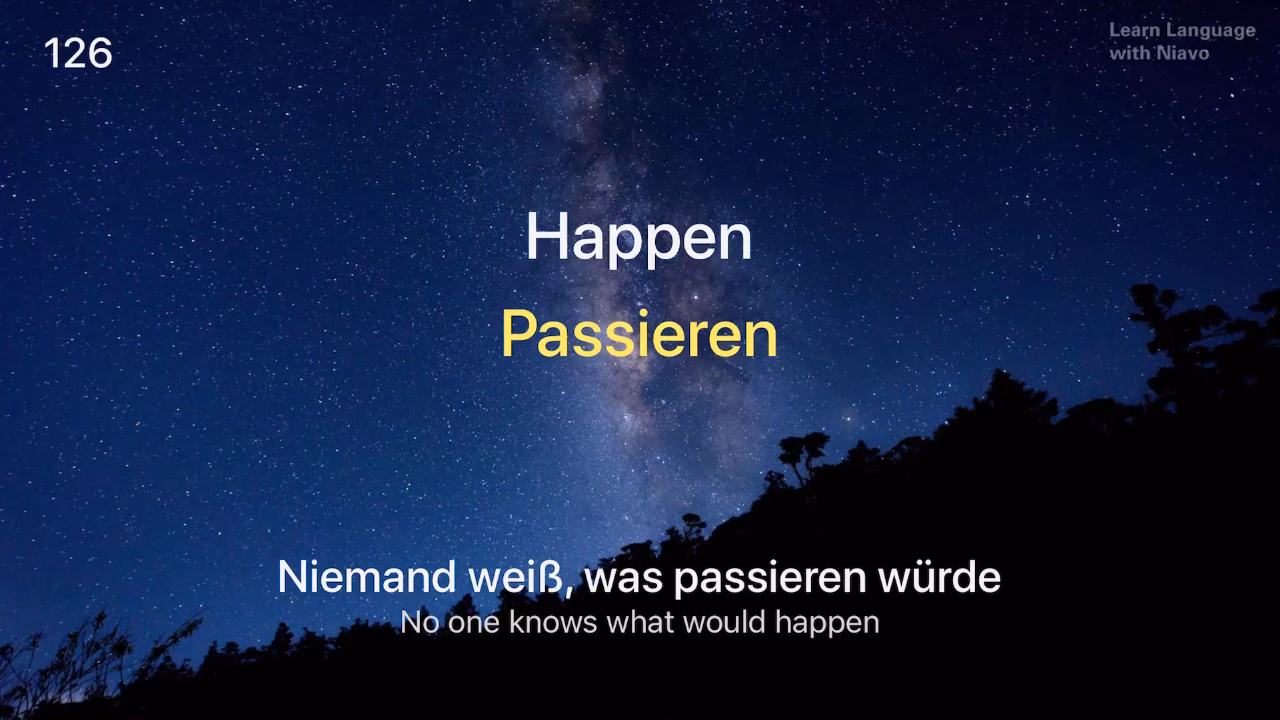 126
Learn Language
with Niavo
Happen
Passieren
Niemand weiß, was passieren würde
No one knows what would happen